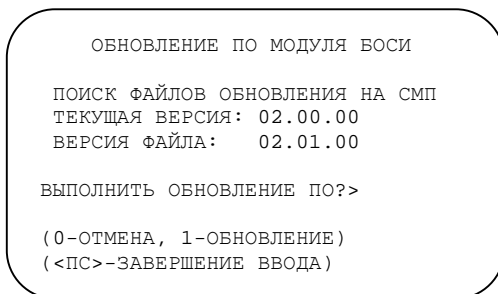 ОБНОВЛЕНИЕ ПО МОДУЛЯ БОСИ
ПОИСК ФАЙЛОВ ОБНОВЛЕНИЯ НА СМП
ТЕКУЩАЯ ВЕРСИЯ: 02.00.00
ВЕРСИЯ ФАЙЛА: 02.01.00
ВЫПОЛНИТЬ ОБНОВЛЕНИЕ ПО?>
(0-ОТМЕНА, 1-ОБНОВЛЕНИЕ)
(<ПС>-ЗАВЕРШЕНИЕ ВВОДА)